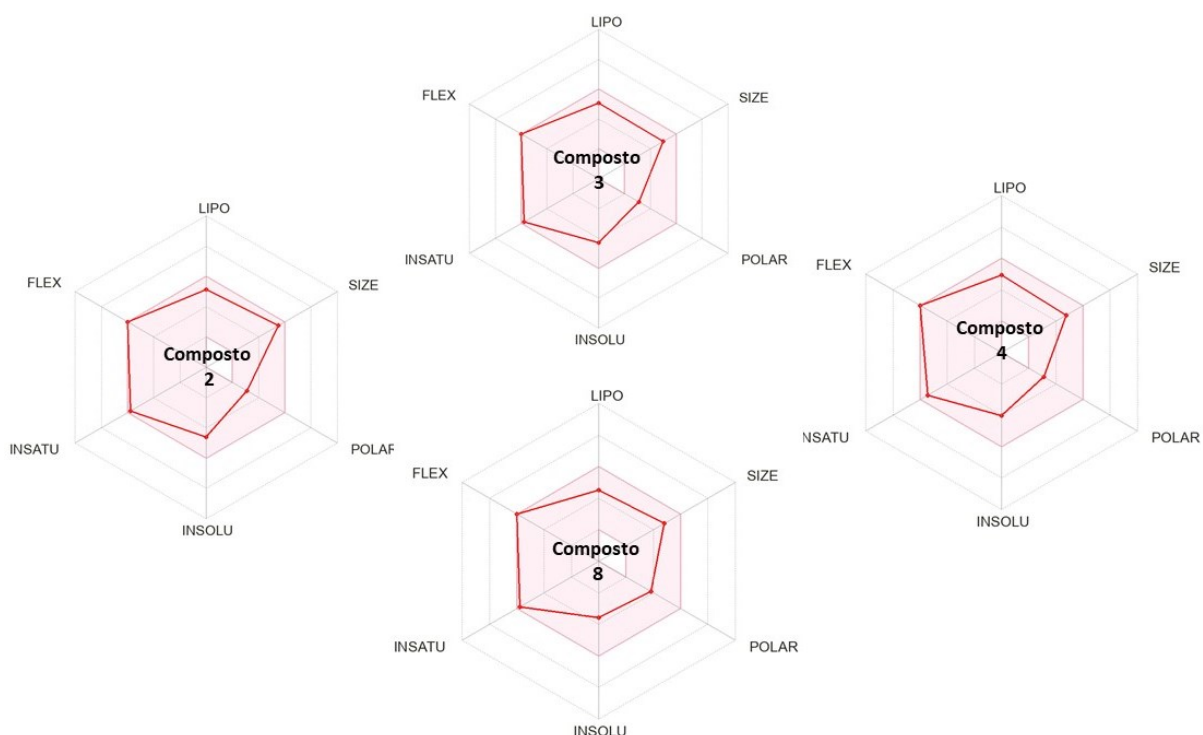 LIPO
FLEX
SIZE
Composto
3
INSATU
POLAR
INSOLU
LIPO
FLEX
SIZE
Composto
2
INSATU
POLAR
INSOLU
LIPO
FLEX
SIZE
Composto
4
NSATU
POLAR
INSOLU
LIPO
FLEX
SIZE
Composto
8
INSATU
POLAR
INSOLU